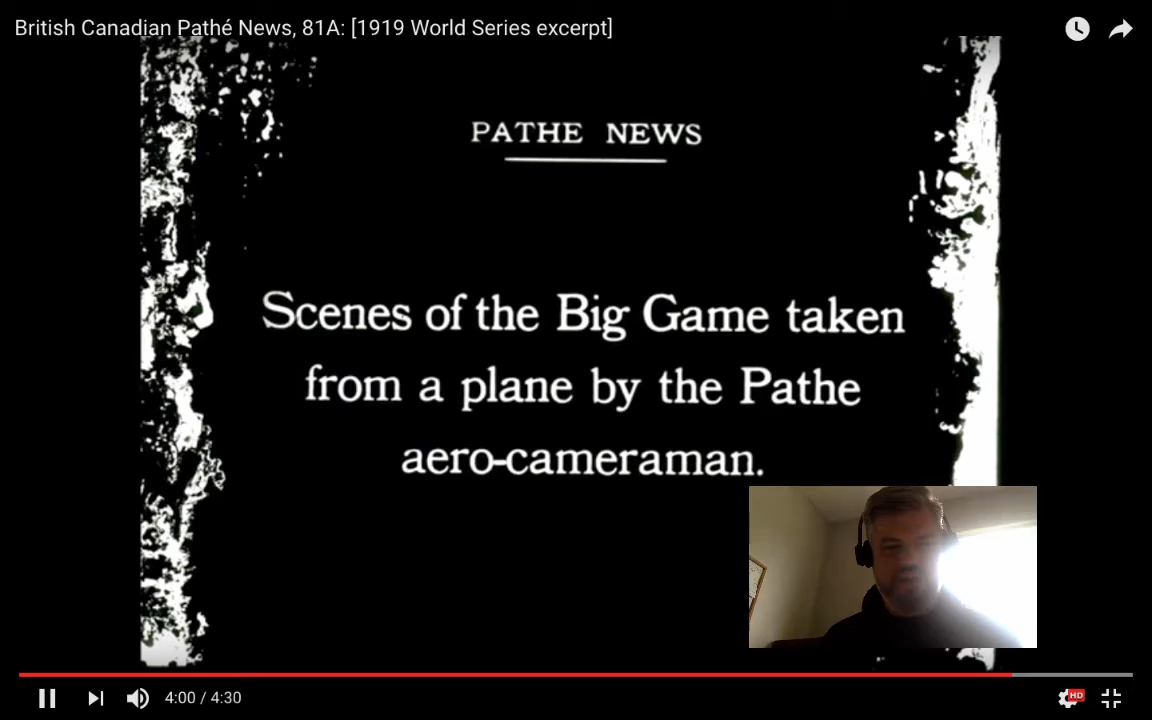 British Canadian Pathé News, 81A: [1919 World Series excerpt]
PATHE NEWS
Scenes of the Big Game taken
from a plane by the Pathe
aero-cameraman.
4:00 / 4:30
HD